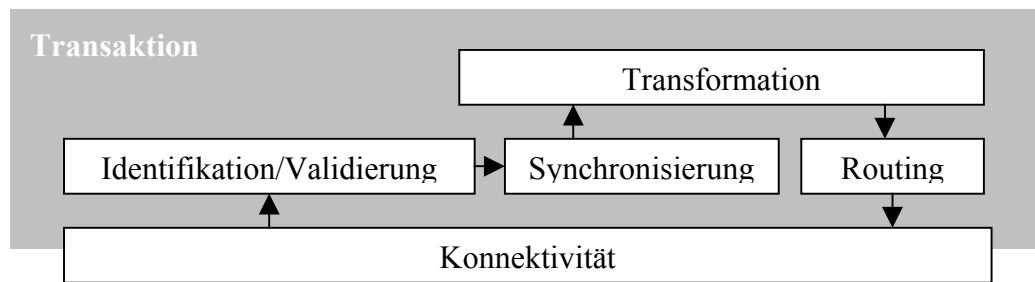 Transaktion
Transformation
Identifikation/Validierung
Synchronisierung
Routing
Konnektivität